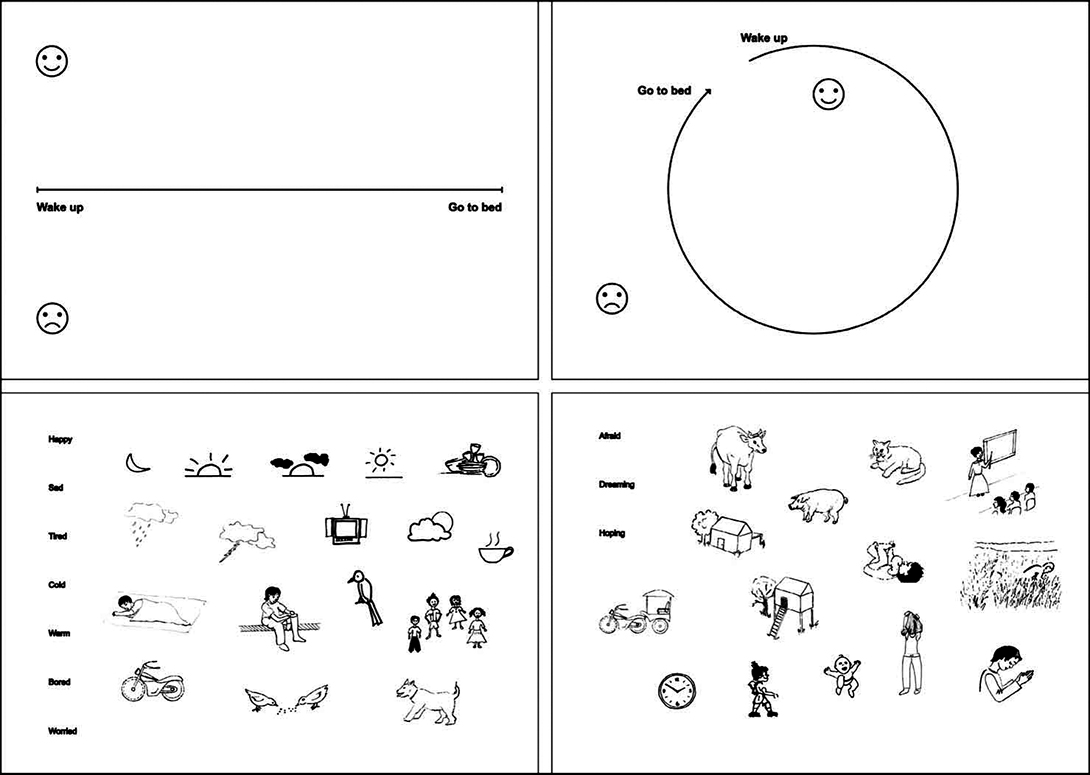 Wake up
Go to bed
Wake up
Go to bed
Happy
Sad
Tired
Cold
Warm
Bored
Worried
Afraid
Dreaming
Hoping